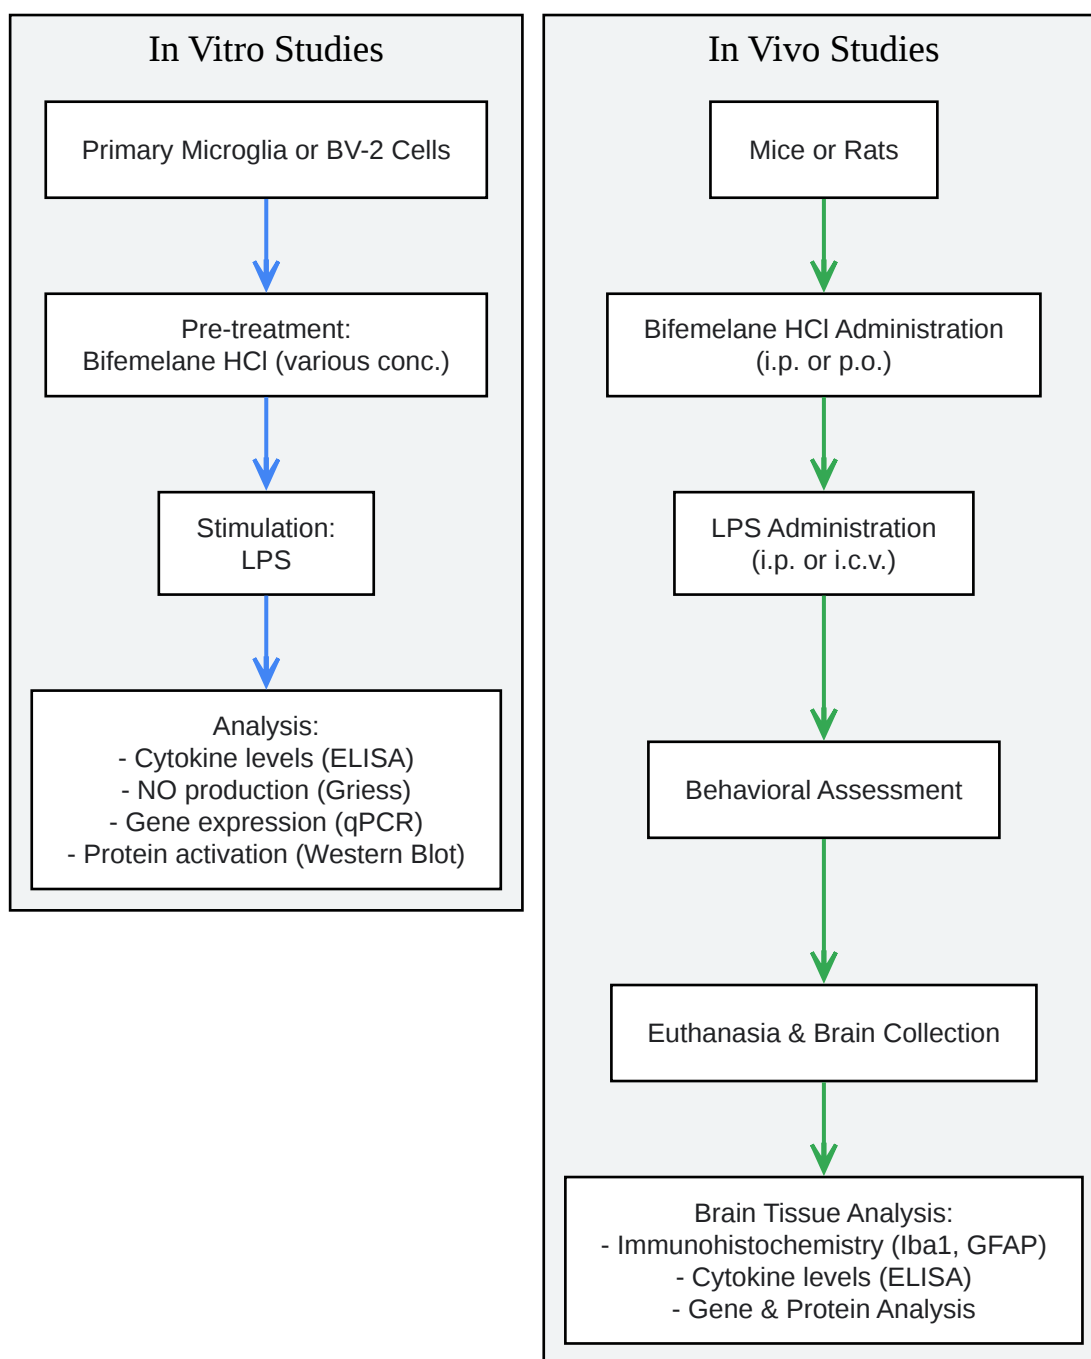 In Vitro Studies
Primary Microglia or BV-2 Cells
Pre-treatment:
Bifemelane HCl (various conc.)
Stimulation:
LPS
Analysis:
- Cytokine levels (ELISA)
- NO production (Griess)
- Gene expression (qPCR)
- Protein activation (Western Blot)
In Vivo Studies
Mice or Rats
Bifemelane HCl Administration
(i.p. or p.o.)
LPS Administration
(i.p. or i.c.v.)
Behavioral Assessment
Euthanasia & Brain Collection
Brain Tissue Analysis:
- Immunohistochemistry (Iba1, GFAP)
- Cytokine levels (ELISA)
- Gene & Protein Analysis